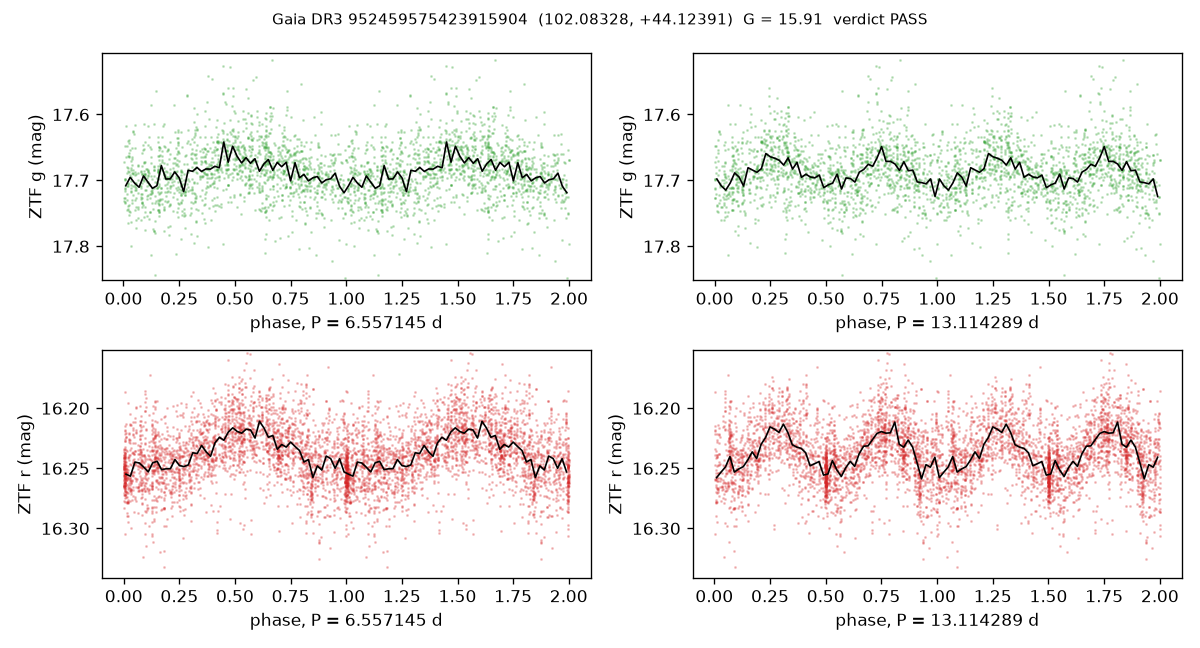 Gaia DR3 952459575423915904  (102.08328, +44.12391)  G = 15.91  verdict PASS
ZTF g (mag)
17.6
17.7
17.8
0.00 0.25 0.50 0.75 1.00 1.25 1.50 1.75 2.00
phase, P = 6.557145 d
ZTF g (mag)
17.6
17.7
17.8
0.00 0.25 0.50 0.75 1.00 1.25 1.50 1.75 2.00
phase, P = 13.114289 d
ZTF r (mag)
16.20
16.25
16.30
0.00 0.25 0.50 0.75 1.00 1.25 1.50 1.75 2.00
phase, P = 6.557145 d
ZTF r (mag)
16.20
16.25
16.30
0.00 0.25 0.50 0.75 1.00 1.25 1.50 1.75 2.00
phase, P = 13.114289 d